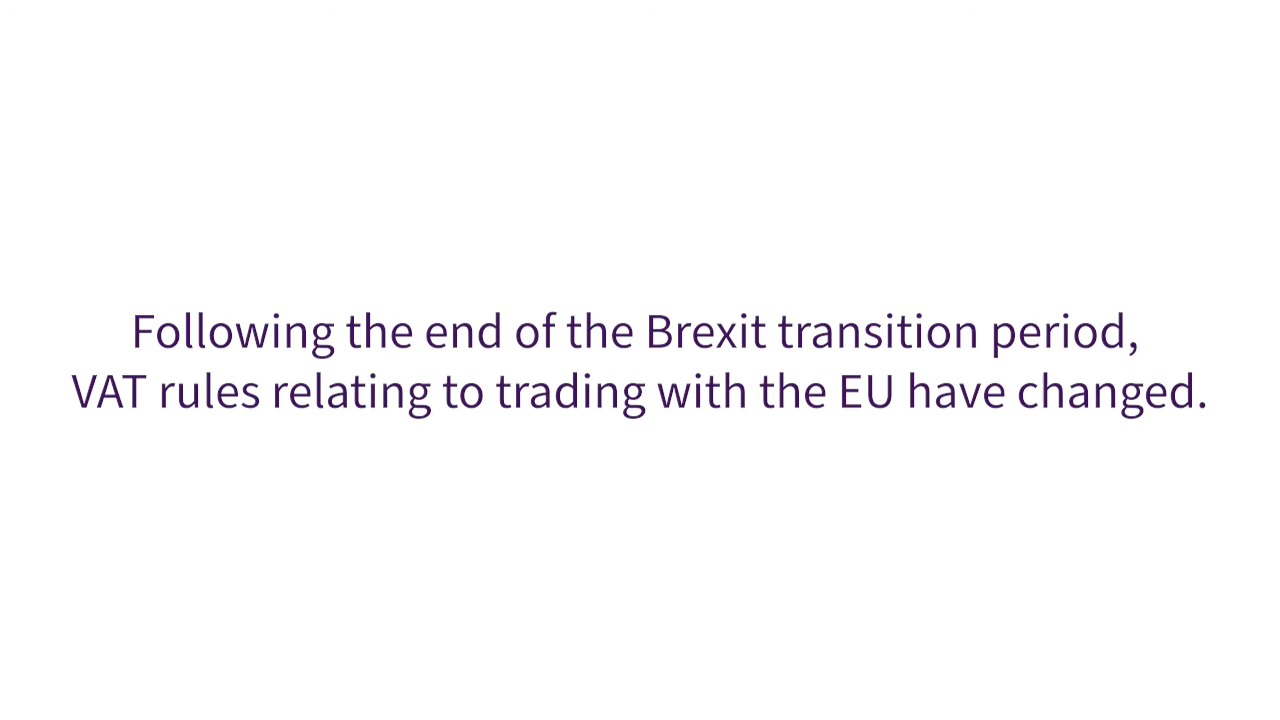 Following the end of the Brexit transition period,
VAT rules relating to trading with the EU have changed.